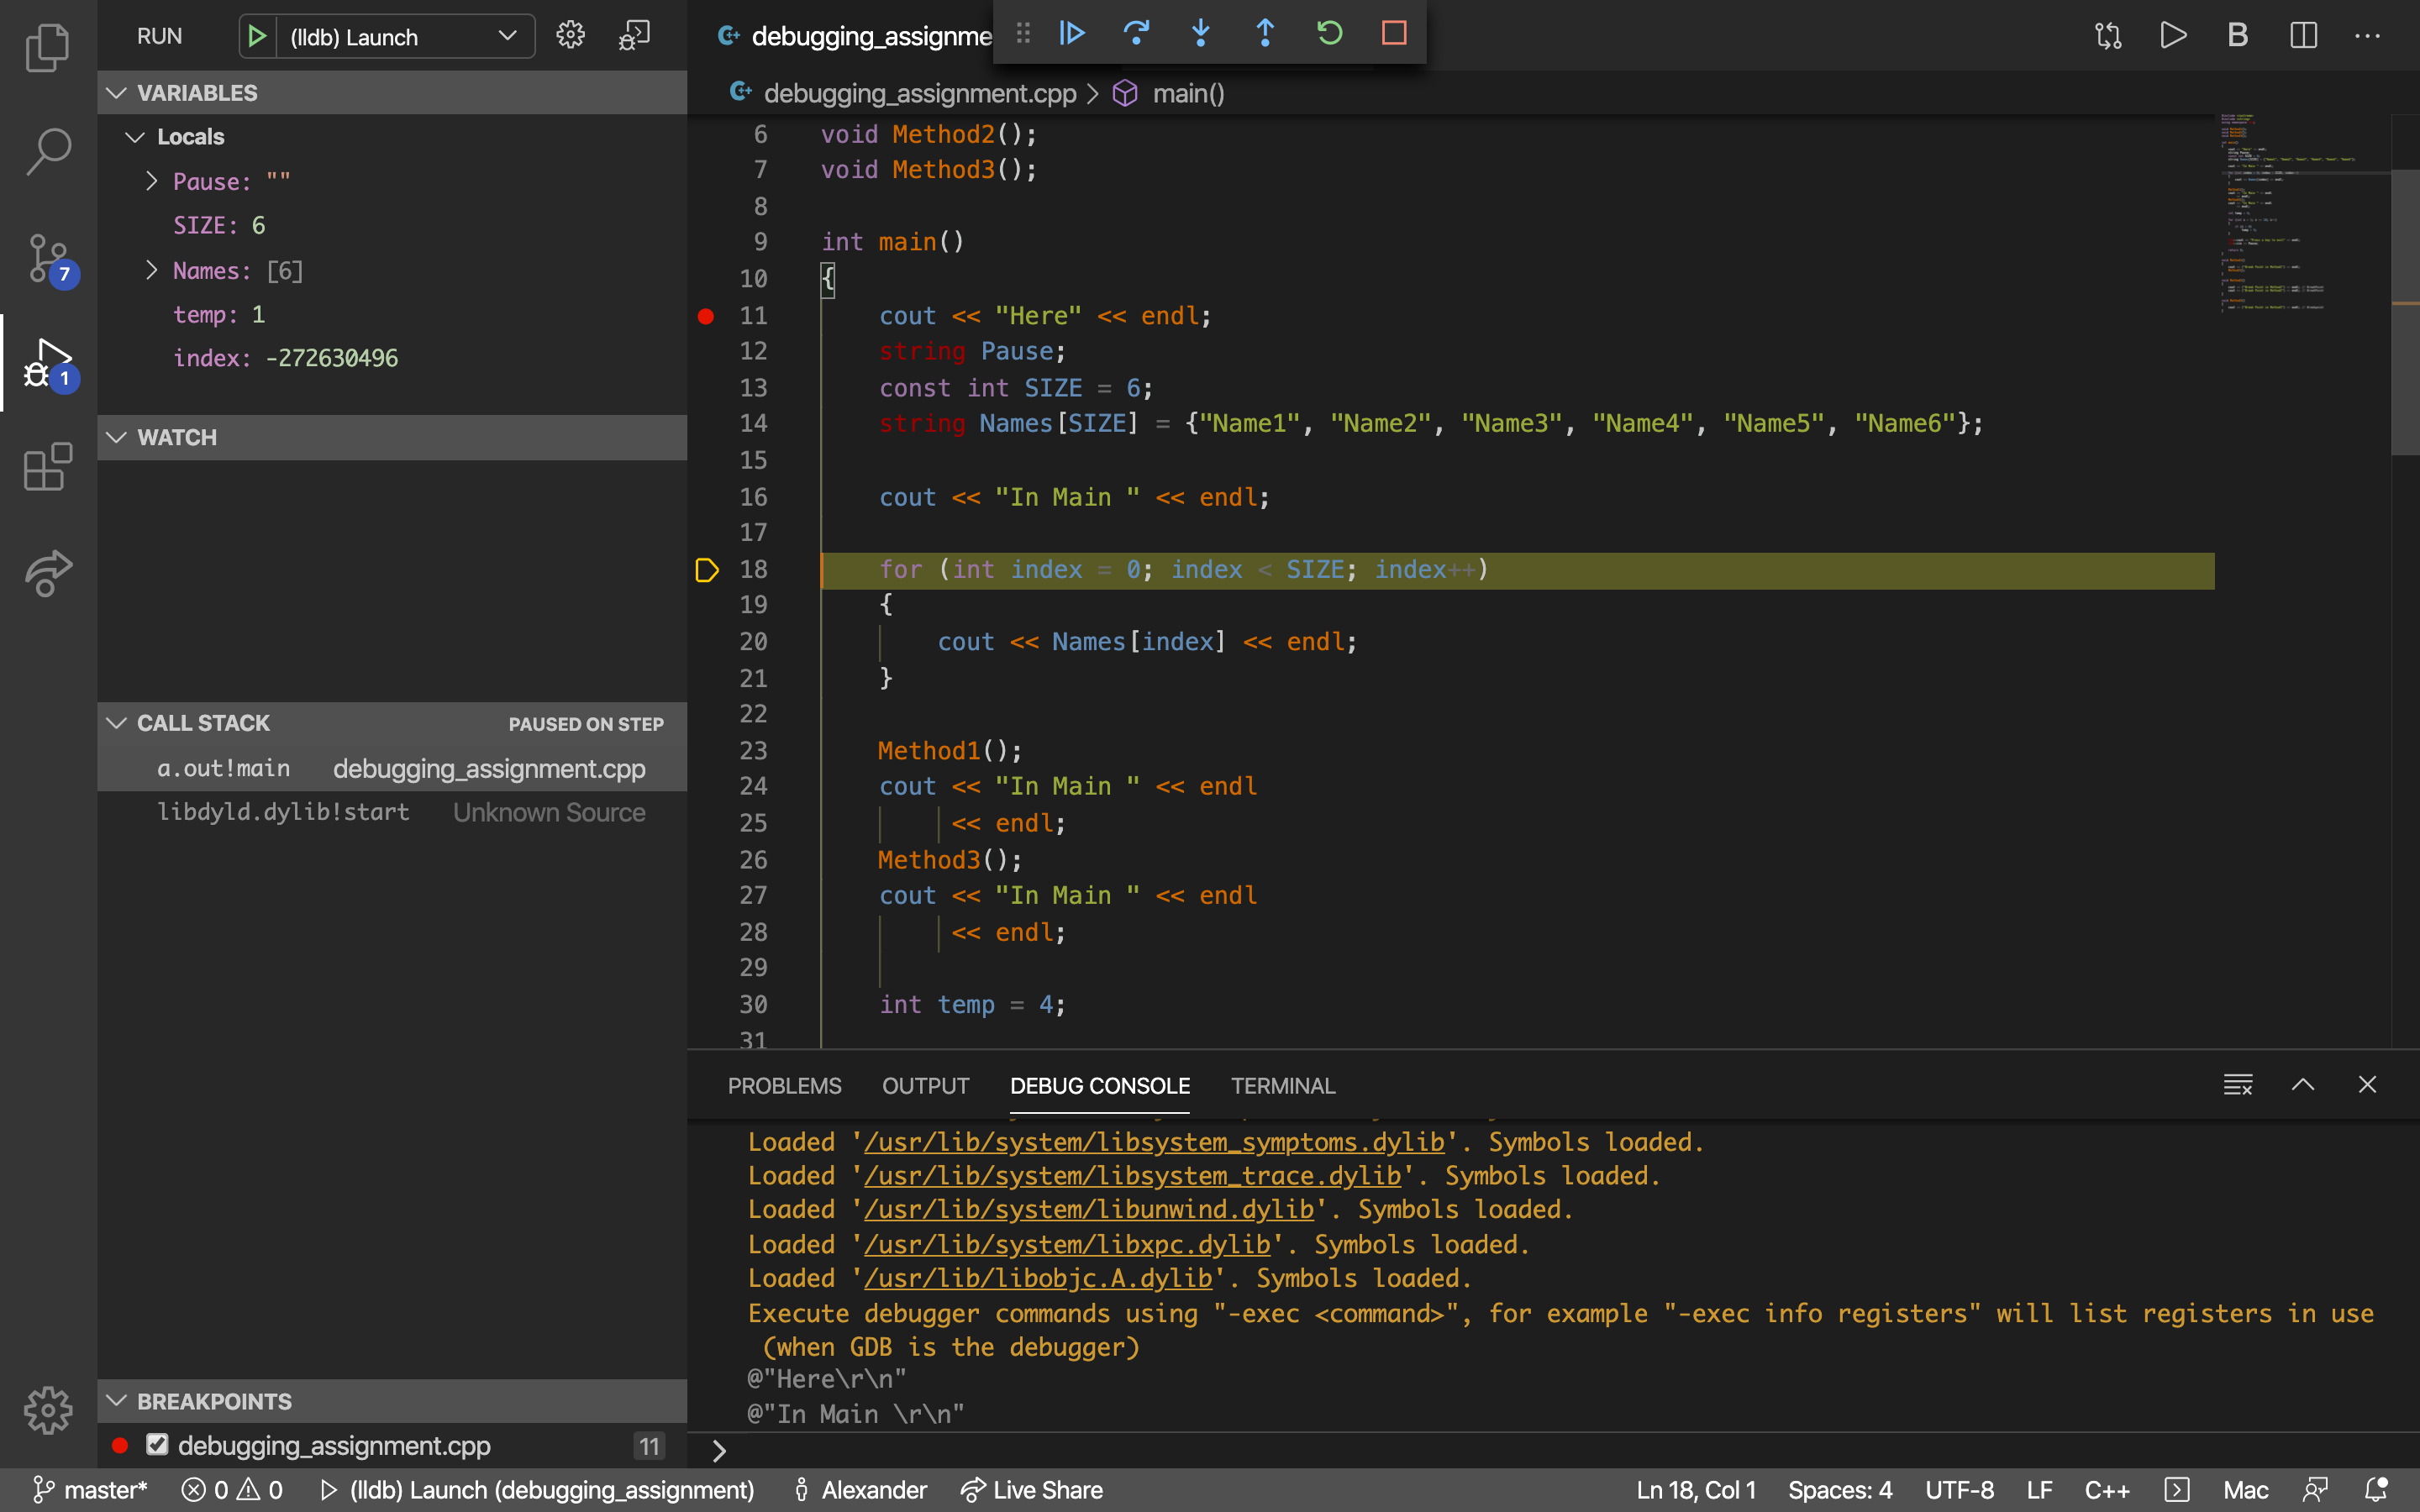 RUN
(lldb) Launch
VARIABLES
Locals
Pause: ""
SIZE: 6
Names: [6]
temp: 1
index: -272630496
WATCH
CALL STACK PAUSED ON STEP
a.out!main debugging_assignment.cpp
libdyld.dylib!start Unknown Source
BREAKPOINTS
debugging_assignment.cpp 11
7
1
debugging_assignme
B
debugging_assignment.cpp > main()
6 void Method2();
7 void Method3();
8
9 int main()
10 {
11 cout << "Here" << endl;
12 string Pause;
13 const int SIZE = 6;
14 string Names[SIZE] = {"Name1", "Name2", "Name3", "Name4", "Name5", "Name6"};
15
16 cout << "In Main " << endl;
17
18 for (int index = 0; index < SIZE; index++)
19 {
20 cout << Names[index] << endl;
21 }
22
23 Method1();
24 cout << "In Main " << endl
25 << endl;
26 Method3();
27 cout << "In Main " << endl
28 << endl;
29
30 int temp = 4;
31
PROBLEMS OUTPUT DEBUG CONSOLE TERMINAL
Loaded '/usr/lib/system/libsystem_symptoms.dylib'. Symbols loaded.
Loaded '/usr/lib/system/libsystem_trace.dylib'. Symbols loaded.
Loaded '/usr/lib/system/libunwind.dylib'. Symbols loaded.
Loaded '/usr/lib/system/libxpc.dylib'. Symbols loaded.
Loaded '/usr/lib/libobjc.A.dylib'. Symbols loaded.
Execute debugger commands using "-exec <command>", for example "-exec info registers" will list registers in use
(when GDB is the debugger)
@"Here\r\n"
@"In Main \r\n"
master* 0 0 (lldb) Launch (debugging_assignment) Alexander Live Share Ln 18, Col 1 Spaces: 4 UTF-8 LF C++ Mac